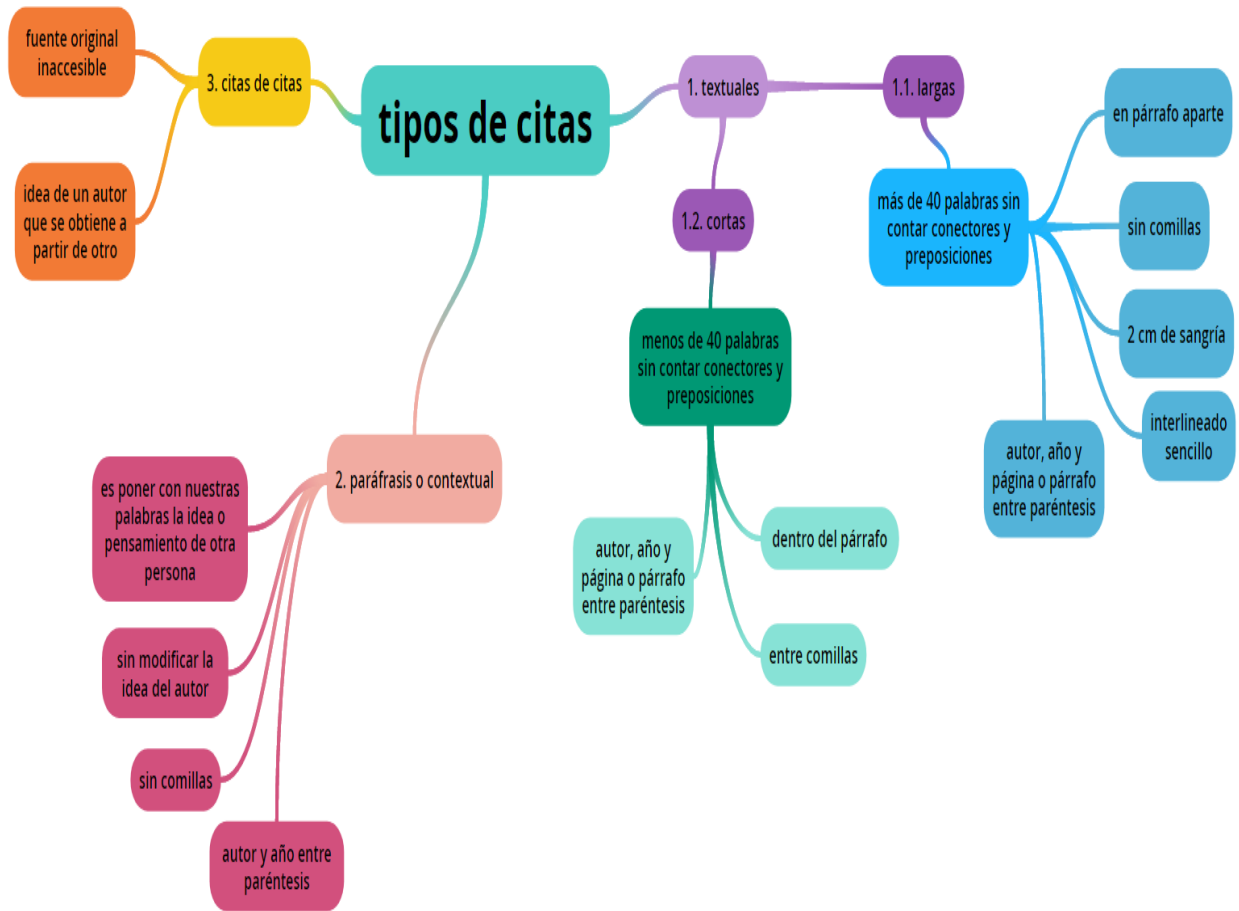 tipos de citas
1. textuales
1.1. largas
más de 40 palabras sin
contar conectores y
preposiciones
en párrafo aparte
sin comillas
2 cm de sangría
interlineado
sencillo
autor, año y
página o párrafo
entre paréntesis
1.2. cortas
menos de 40 palabras
sin contar conectores y
preposiciones
dentro del párrafo
entre comillas
autor, año y
página o párrafo
entre paréntesis
2. paráfrasis o contextual
es poner con nuestras
palabras la idea o
pensamiento de otra
persona
sin modificar la
idea del autor
sin comillas
autor y año entre
paréntesis
3. citas de citas
fuente original
inaccesible
idea de un autor
que se obtiene a
partir de otro